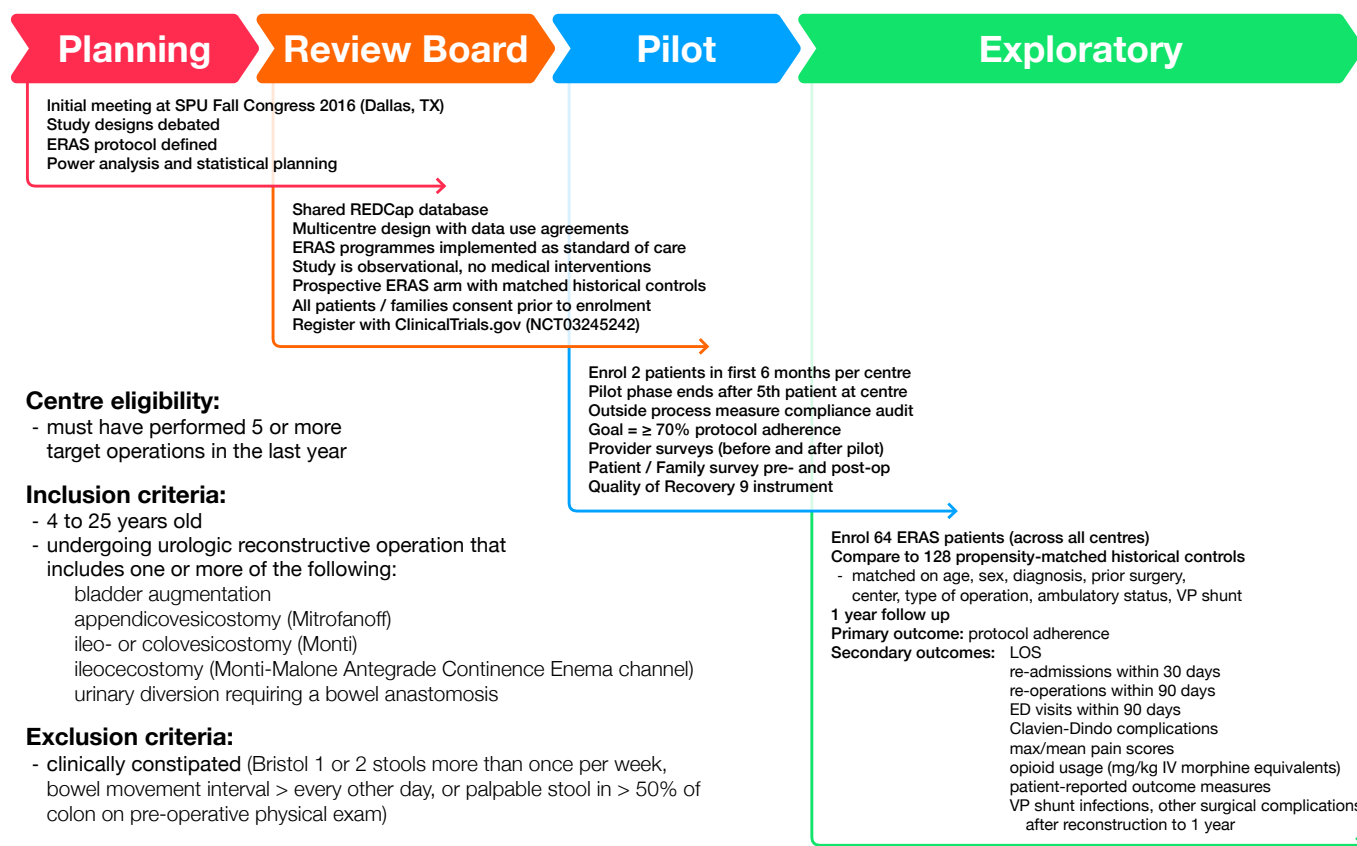 Planning
Review Board
Pilot
Exploratory
Initial meeting at SPU Fall Congress 2016 (Dallas, TX)
Study designs debated
ERAS protocol defined
Power analysis and statistical planning
Shared REDCap database
Multicentre design with data use agreements
ERAS programmes implemented as standard of care
Study is observational, no medical interventions
Prospective ERAS arm with matched historical controls
All patients / families consent prior to enrolment
Register with ClinicalTrials.gov (NCT03245242)
Enrol 2 patients in first 6 months per centre
Pilot phase ends after 5th patient at centre
Outside process measure compliance audit
Goal = ≥ 70% protocol adherence
Provider surveys (before and after pilot)
Patient / Family survey pre- and post-op
Quality of Recovery 9 instrument
Centre eligibility:
- must have performed 5 or more
target operations in the last year
Inclusion criteria:
- 4 to 25 years old
- undergoing urologic reconstructive operation that
includes one or more of the following:
bladder augmentation
appendicovesicostomy (Mitrofanoff)
ileo- or colovesicostomy (Monti)
ileocecostomy (Monti-Malone Antegrade Continence Enema channel)
urinary diversion requiring a bowel anastomosis
Exclusion criteria:
- clinically constipated (Bristol 1 or 2 stools more than once per week,
bowel movement interval > every other day, or palpable stool in > 50% of
colon on pre-operative physical exam)
Enrol 64 ERAS patients (across all centres)
Compare to 128 propensity-matched historical controls
- matched on age, sex, diagnosis, prior surgery,
center, type of operation, ambulatory status, VP shunt
1 year follow up
Primary outcome: protocol adherence
Secondary outcomes: LOS
re-admissions within 30 days
re-operations within 90 days
ED visits within 90 days
Clavien-Dindo complications
max/mean pain scores
opioid usage (mg/kg IV morphine equivalents)
patient-reported outcome measures
VP shunt infections, other surgical complications
after reconstruction to 1 year